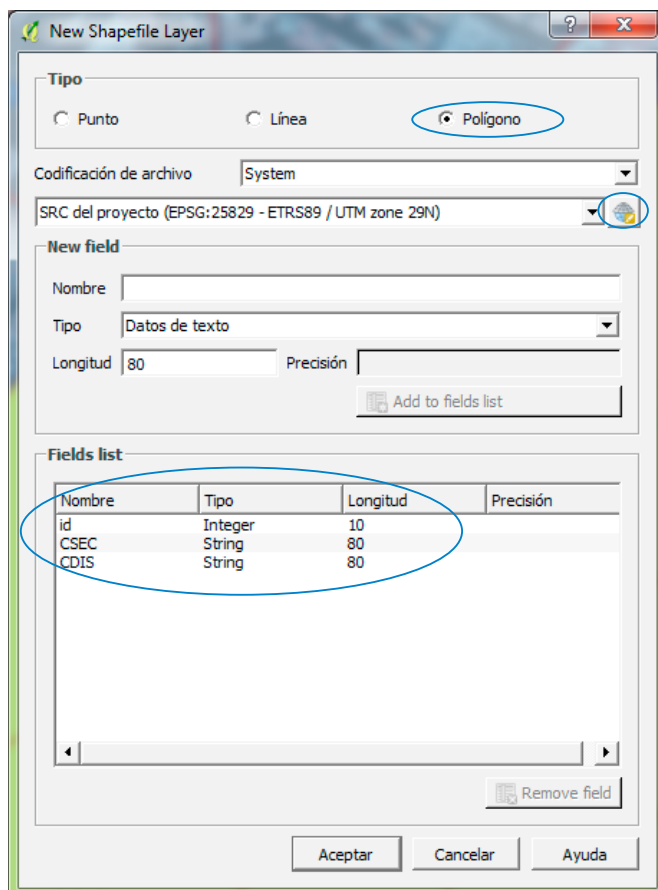 New Shapefile Layer
Tipo
Punto Línea Polígono
Codificación de archivo System
SRC del proyecto (EPSG:25829 - ETRS89 / UTM zone 29N)
New field
Nombre
Tipo Datos de texto
Longitud 80 Precisión
Add to fields list
Fields list
Nombre Tipo Longitud Precisión
id Integer 10
CSEC String 80
CDIS String 80
Remove field
Aceptar Cancelar Ayuda